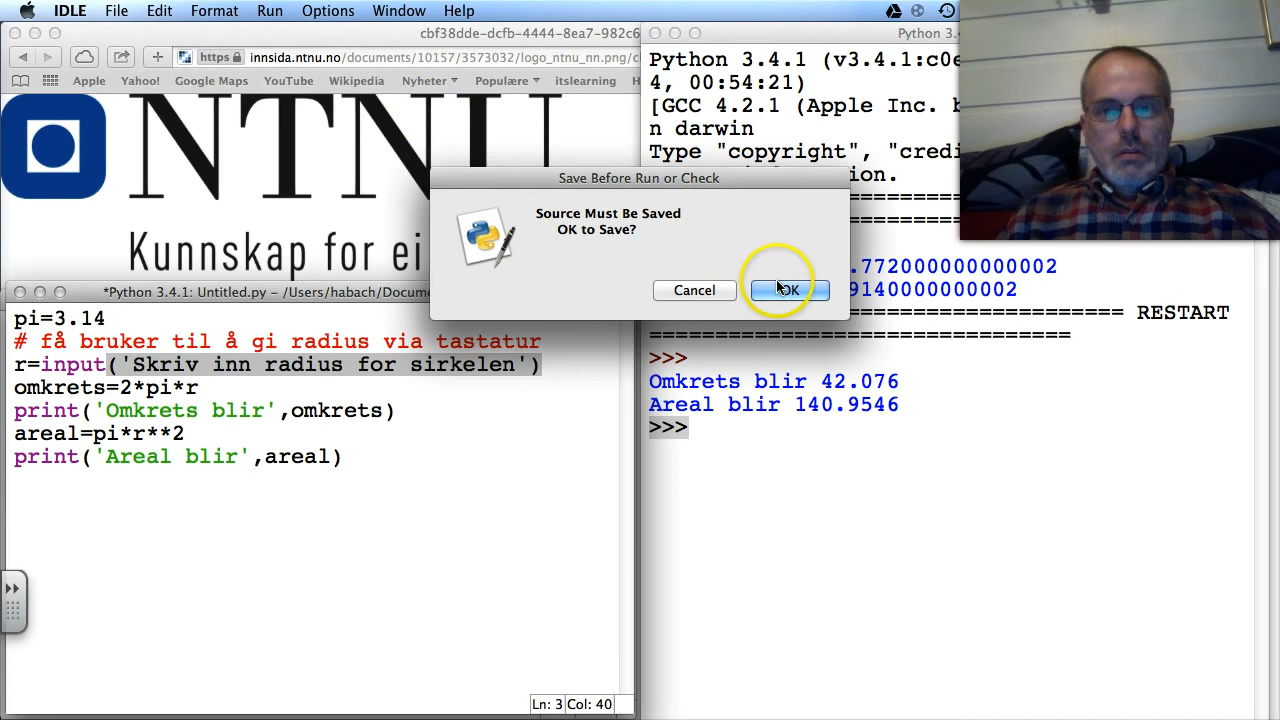 IDLE File Edit Format Run Options Window Help
cbf38dde-dcfb-4444-8ea7-982c6
https innsida.ntnu.no/documents/10157/3573032/logo_ntnu_nn.png/c
Apple Yahoo! Google Maps YouTube Wikipedia Nyheter Populære itslearning
NTNU
Kunnskap for ei
Python 3.4
Python 3.4.1 (v3.4.1:c0e
4, 00:54:21)
[GCC 4.2.1 (Apple Inc. b
n darwin
Type "copyright", "credi
ion.
================================ RESTART
================================
.772000000000002
9140000000002
================================ RESTART
================================
>>>
Omkrets blir 42.076
Areal blir 140.9546
>>>
Save Before Run or Check
Source Must Be Saved
OK to Save?
Cancel OK
*Python 3.4.1: Untitled.py - /Users/habach/Docum
pi=3.14
# få bruker til å gi radius via tastatur
r=input('Skriv inn radius for sirkelen')
omkrets=2*pi*r
print('Omkrets blir',omkrets)
areal=pi*r**2
print('Areal blir',areal)
Ln: 3 Col: 40